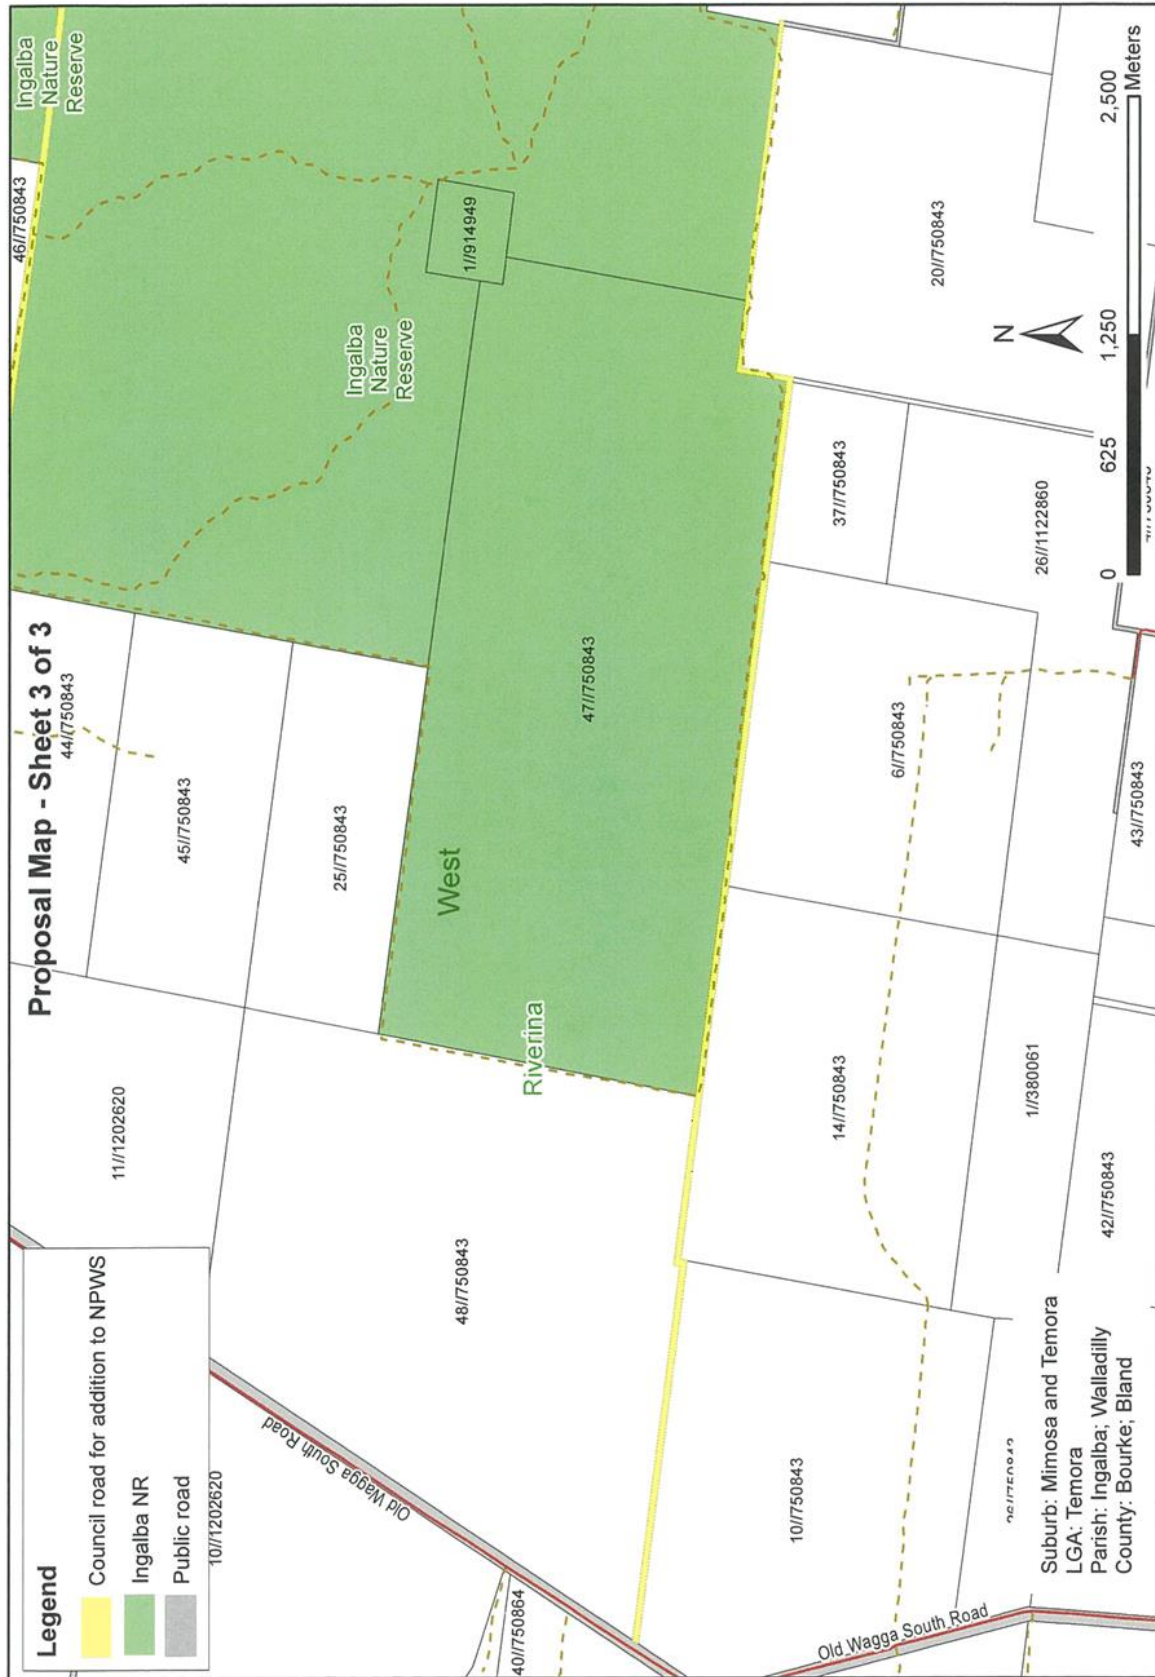 Proposal Map - Sheet 3 of 3
Legend
Council road for addition to NPWS
Ingalba NR
Public road
10//1202620
11//1202620
44//750843
45//750843
25//750843
46//750843
Ingalba
Nature
Reserve
Ingalba
Nature
Reserve
1//914949
West
Riverina
47//750843
48//750843
Old Wagga South Road
40//750864
10//750843
14//750843
6//750843
37//750843
20//750843
26//1122860
1//380061
42//750843
43//750843
Old Wagga South Road
N
0 625 1,250 2,500
Meters
Suburb: Mimosa and Temora
LGA: Temora
Parish: Ingalba; Walladilly
County: Bourke; Bland